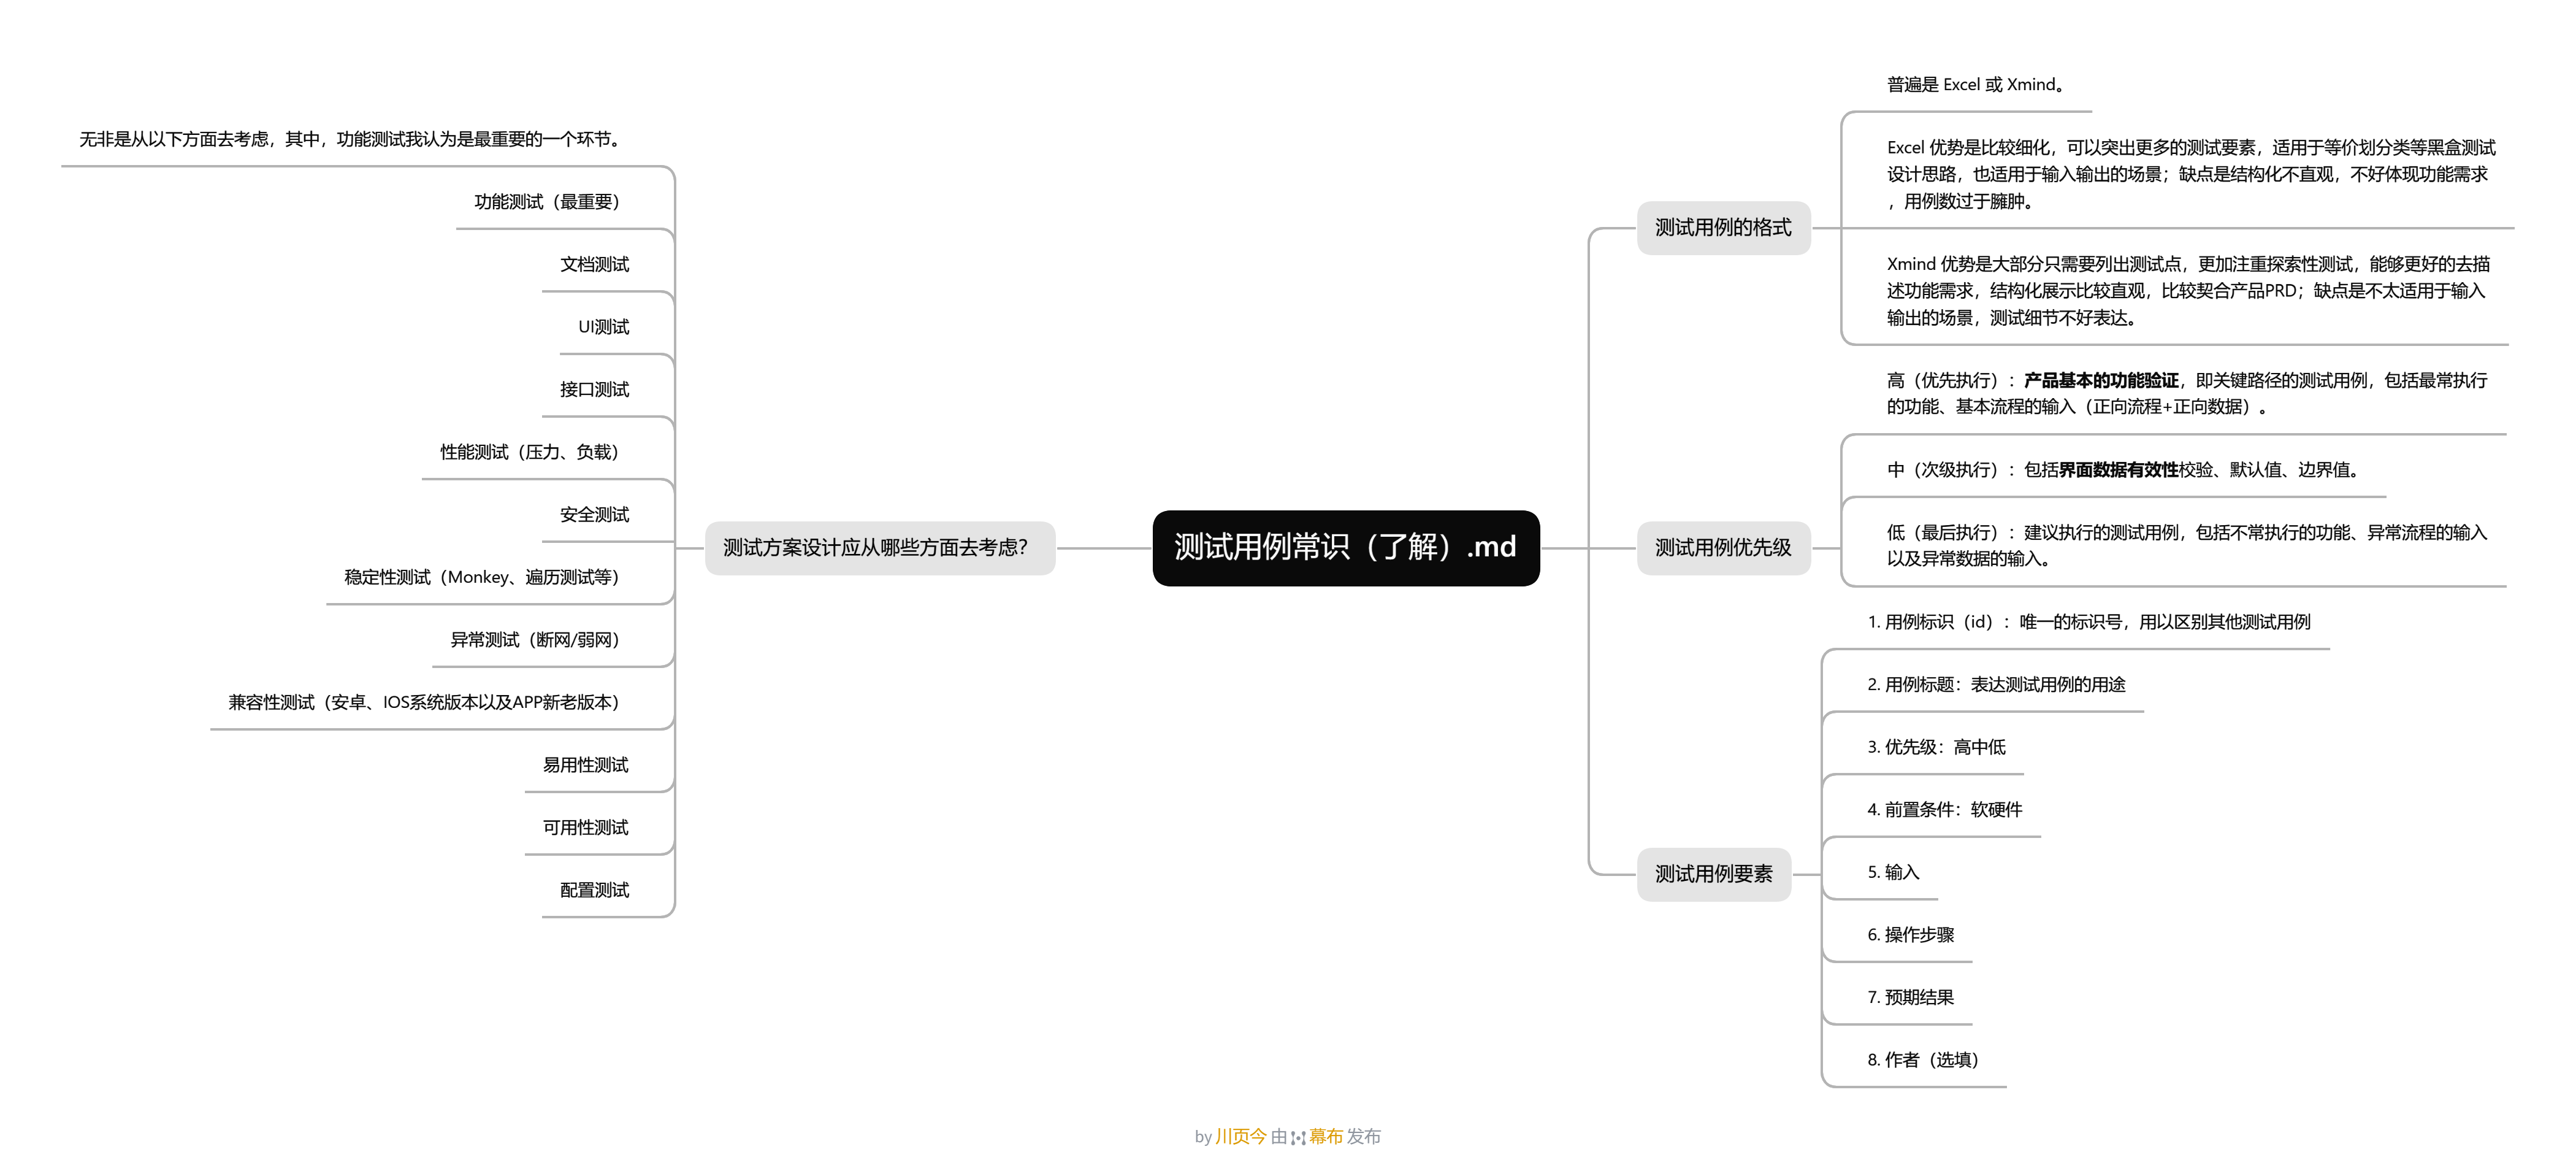 测试用例常识（了解）.md
测试用例的格式
普遍是 Excel 或 Xmind。
Excel 优势是比较细化，可以突出更多的测试要素，适用于等价划分类等黑盒测试
设计思路，也适用于输入输出的场景；缺点是结构化不直观，不好体现功能需求
，用例数过于臃肿。
Xmind 优势是大部分只需要列出测试点，更加注重探索性测试，能够更好的去描
述功能需求，结构化展示比较直观，比较契合产品PRD；缺点是不太适用于输入
输出的场景，测试细节不好表达。
测试用例优先级
高（优先执行）：产品基本的功能验证，即关键路径的测试用例，包括最常执行
的功能、基本流程的输入（正向流程+正向数据）。
中（次级执行）：包括界面数据有效性校验、默认值、边界值。
低（最后执行）：建议执行的测试用例，包括不常执行的功能、异常流程的输入
以及异常数据的输入。
测试用例要素
1. 用例标识（id）：唯一的标识号，用以区别其他测试用例
2. 用例标题：表达测试用例的用途
3. 优先级：高中低
4. 前置条件：软硬件
5. 输入
6. 操作步骤
7. 预期结果
8. 作者（选填）
测试方案设计应从哪些方面去考虑？
无非是从以下方面去考虑，其中，功能测试我认为是最重要的一个环节。
功能测试（最重要）
文档测试
UI测试
接口测试
性能测试（压力、负载）
安全测试
稳定性测试（Monkey、遍历测试等）
异常测试（断网/弱网）
兼容性测试（安卓、IOS系统版本以及APP新老版本）
易用性测试
可用性测试
配置测试
by 川页今 由 幕布 发布